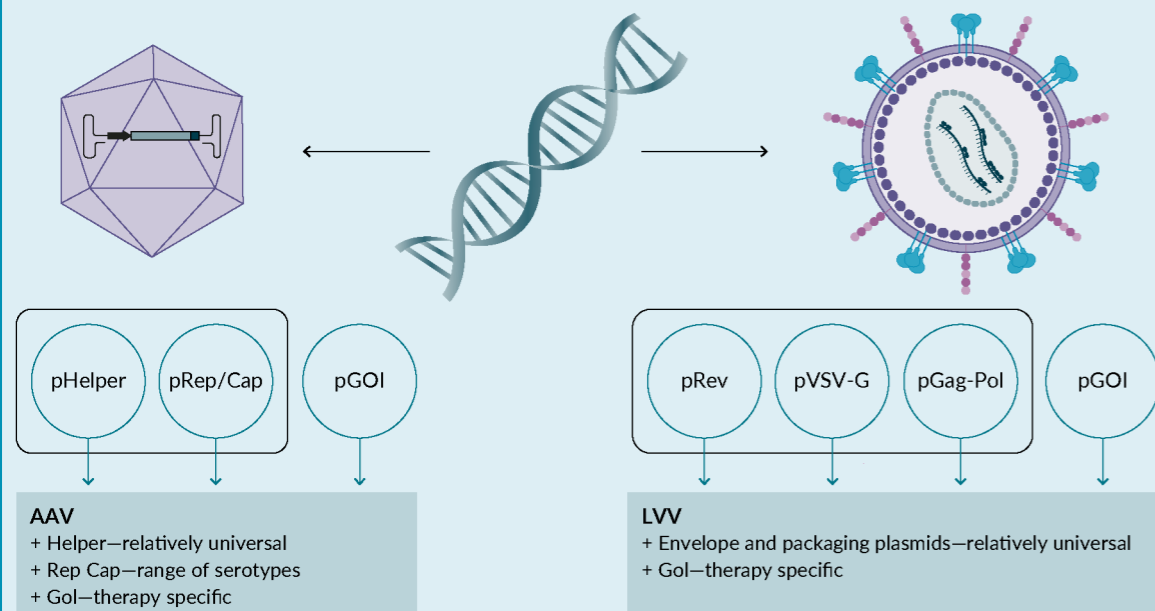 pHelper
pRep/Cap
pGOI
pRev
pVSV-G
pGag-Pol
pGOI
AAV
+ Helper—relatively universal
+ Rep Cap—range of serotypes
+ GoI—therapy specific
LVV
+ Envelope and packaging plasmids—relatively universal
+ GoI—therapy specific